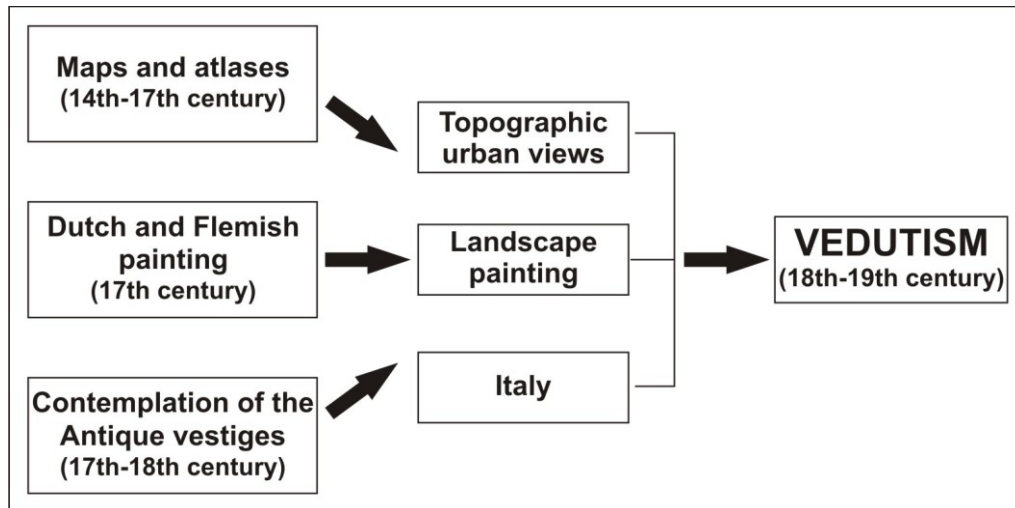 Maps and atlases
(14th-17th century)
Topographic
urban views
Dutch and Flemish
painting
(17th century)
Landscape
painting
VEDUTISM
(18th-19th century)
Contemplation of the
Antique vestiges
(17th-18th century)
Italy